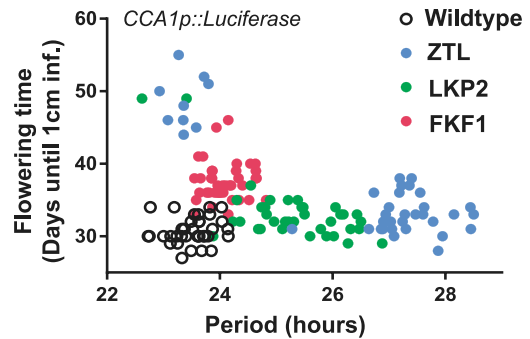 CCA1p::Luciferase
Wildtype
ZTL
LKP2
FKF1
Flowering time
(Days until 1cm inf.)
60
50
40
30
22
24
26
28
Period (hours)